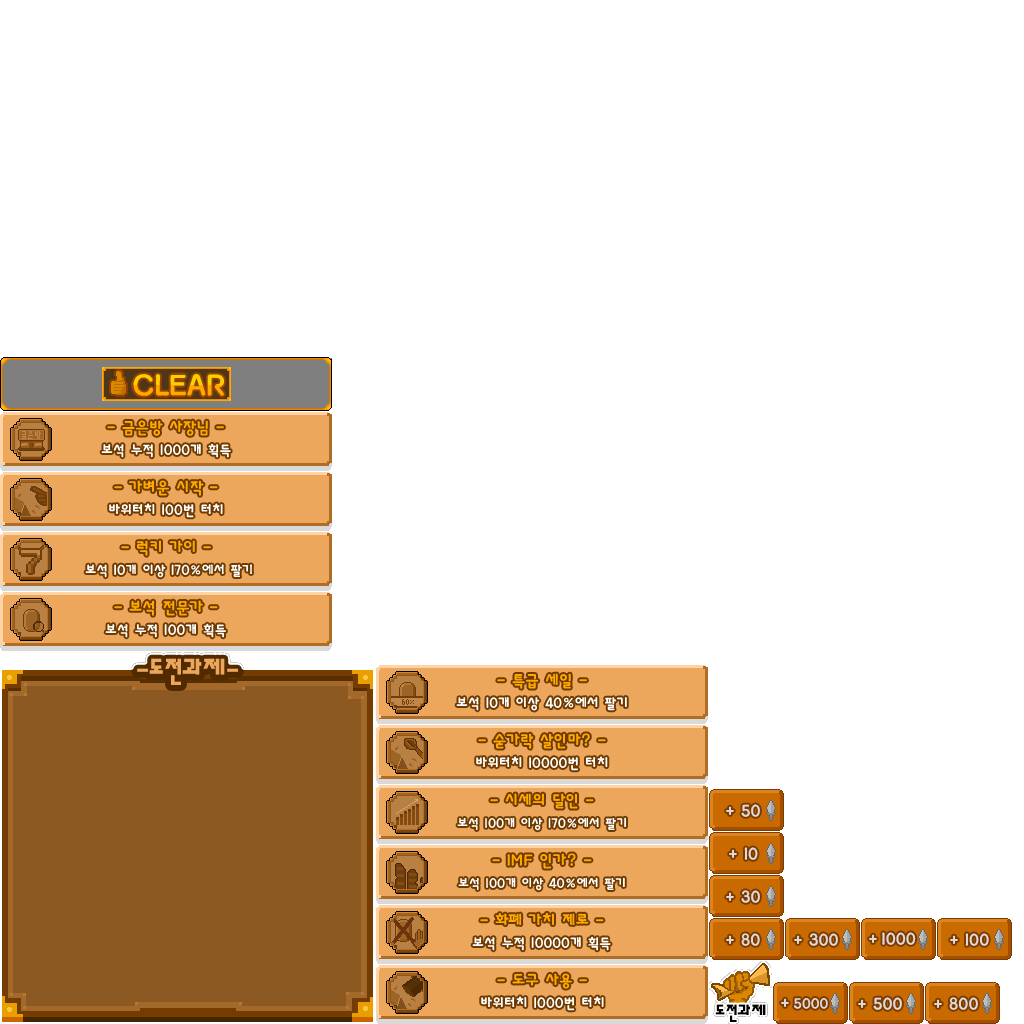 CLEAR
- 금은방 사장님 -
보석 누적 1000개 획득
- 가벼운 시작 -
바위터치 100번 터치
- 럭키 가이 -
보석 10개 이상 170%에서 팔기
- 보석 전문가 -
보석 누적 100개 획득
-도전과제-
- 특급 세일 -
60%
보석 10개 이상 40%에서 팔기
- 숟가락 살인마? -
바위터치 10000번 터치
- 시세의 달인 -
보석 100개 이상 170%에서 팔기
- IMF 인가? -
보석 100개 이상 40%에서 팔기
- 화폐 가치 제로 -
보석 누적 10000개 획득
- 도구 사용 -
바위터치 1000번 터치
+ 50
+ 10
+ 30
+ 80
+ 300
+ 1000
+ 100
도전과제
+ 5000
+ 500
+ 800